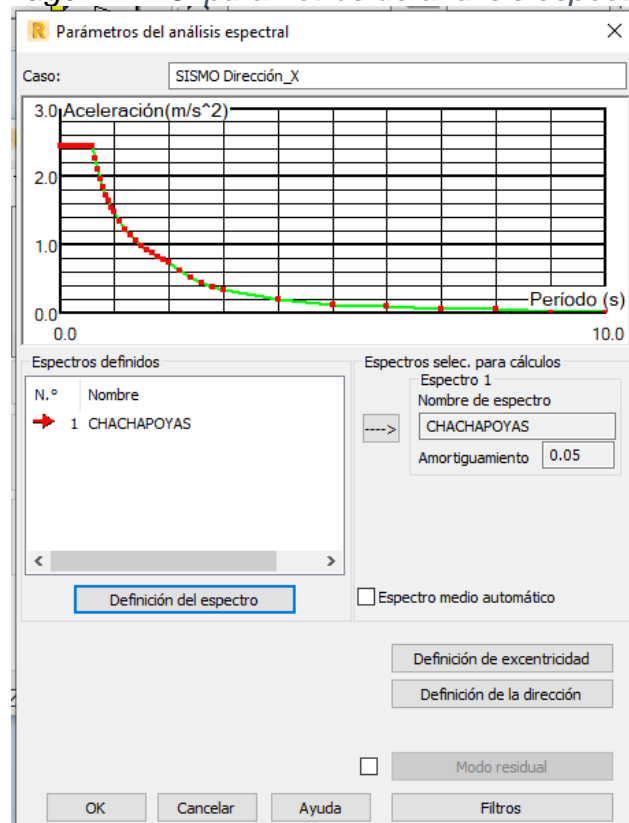 Parámetros del análisis espectral
Caso: SISMO Dirección_X
3.0 Aceleración(m/s^2)
2.0
1.0
0.0
Período (s)
0.0 10.0
Espectros definidos
N.° Nombre
1 CHACHAPOYAS
Definición del espectro
Espectros selec. para cálculos
Espectro 1
Nombre de espectro
---->
CHACHAPOYAS
Amortiguamiento 0.05
Espectro medio automático
Definición de excentricidad
Definición de la dirección
Modo residual
OK Cancelar Ayuda Filtros